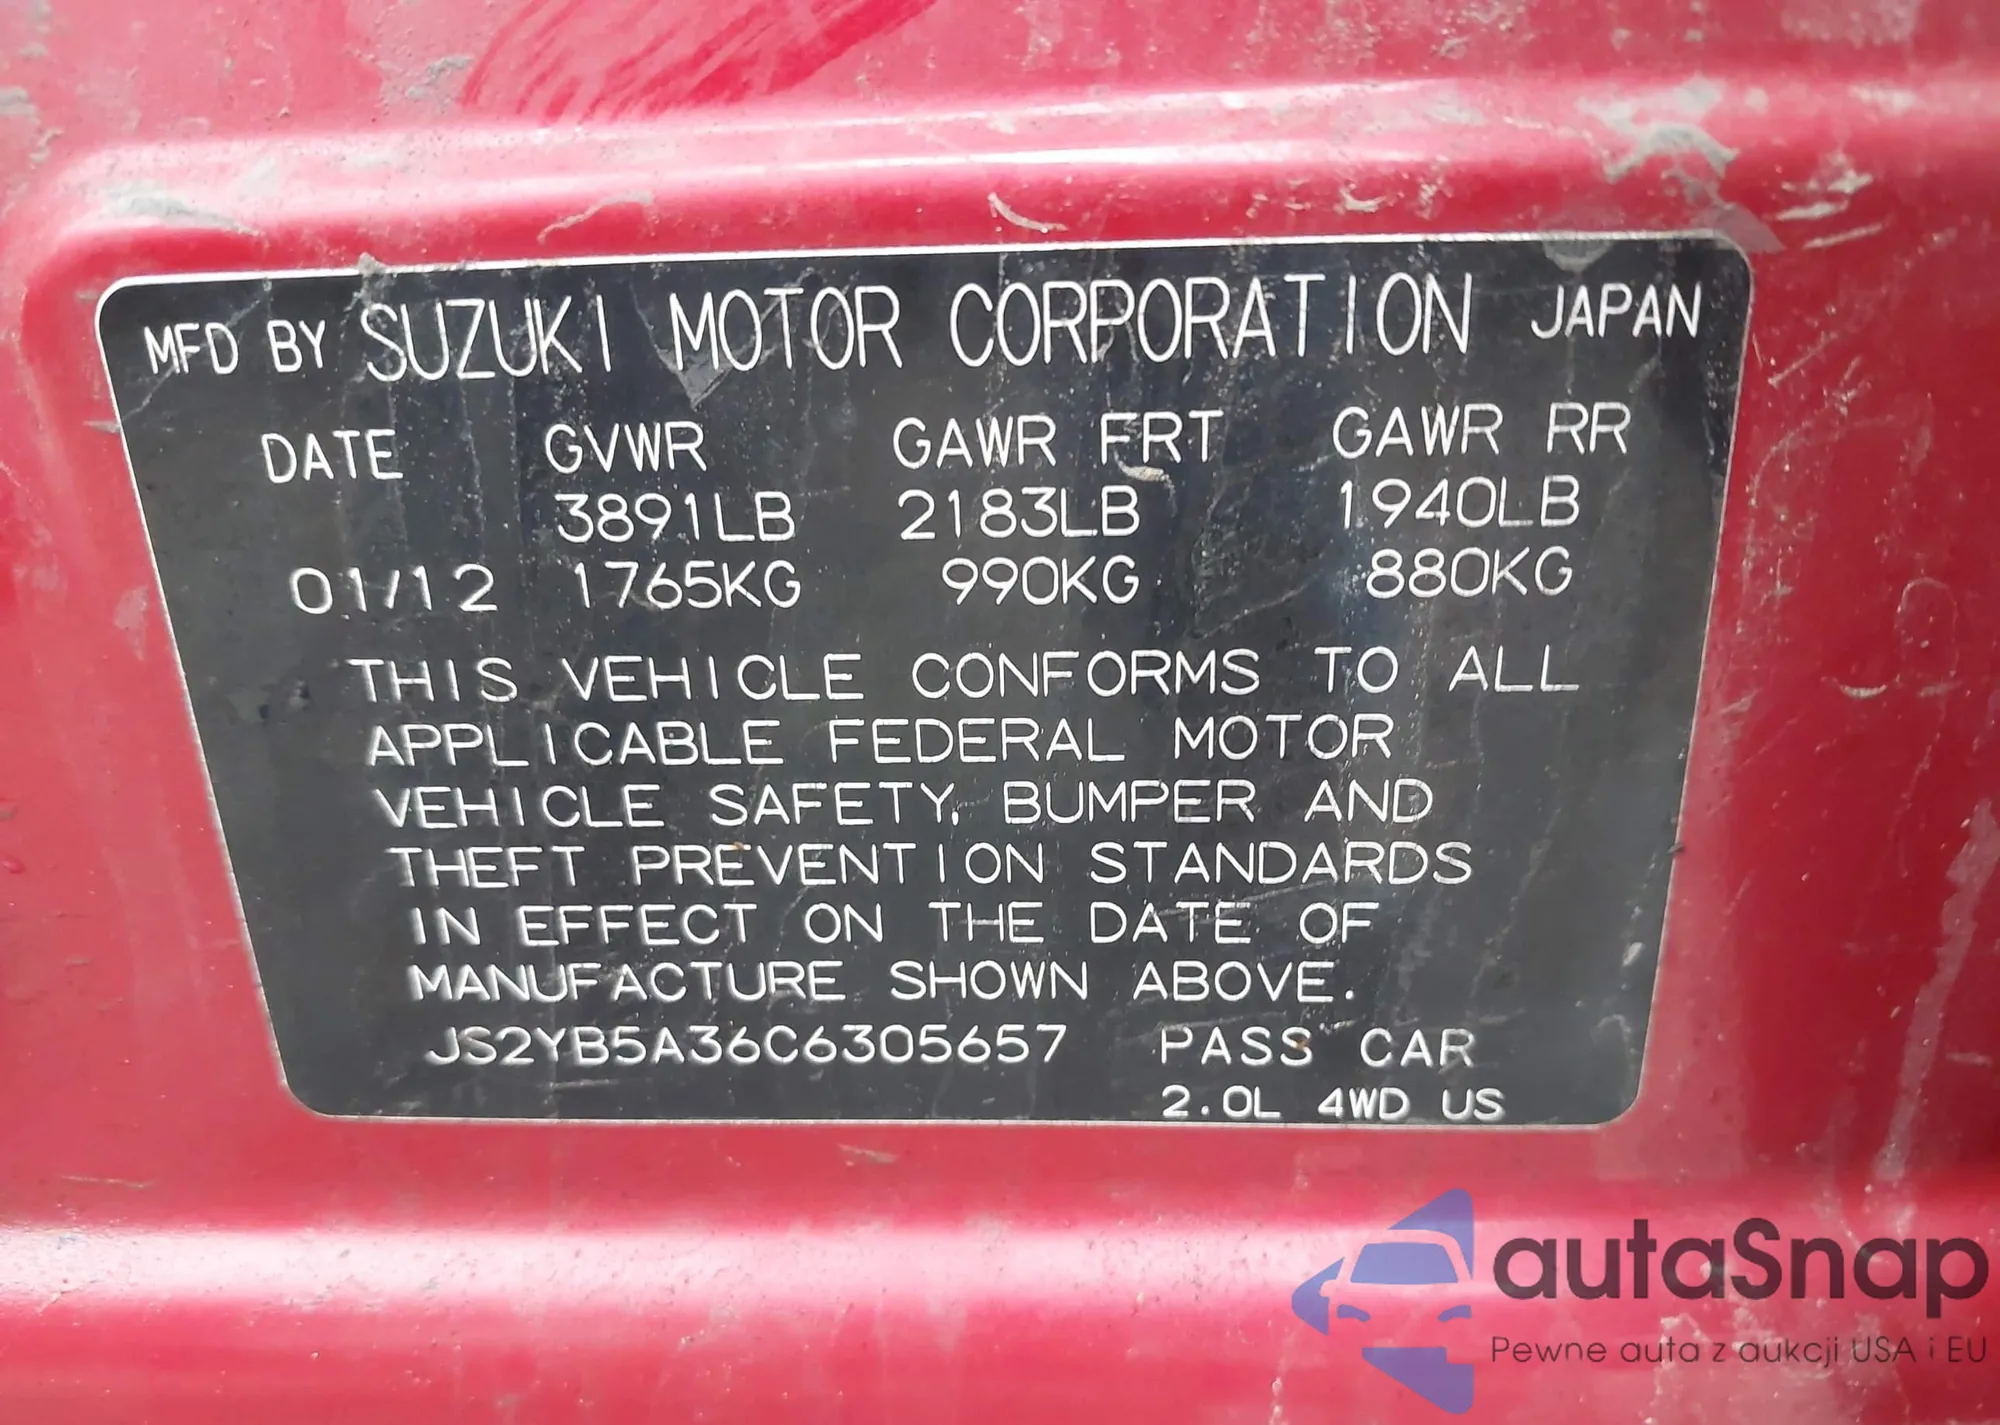 MFD BY SUZUKI MOTOR CORPORATION JAPAN
DATE GVWR GAWR FRT GAWR RR
3891LB 2183LB 1940LB
01/12 1765KG 990KG 880KG
THIS VEHICLE CONFORMS TO ALL
APPLICABLE FEDERAL MOTOR
VEHICLE SAFETY, BUMPER AND
THEFT PREVENTION STANDARDS
IN EFFECT ON THE DATE OF
MANUFACTURE SHOWN ABOVE.
JS2YB5A36C6305657 PASS CAR
2.0L 4WD US
autaSnap
Pewne auta z aukcji USA i EU